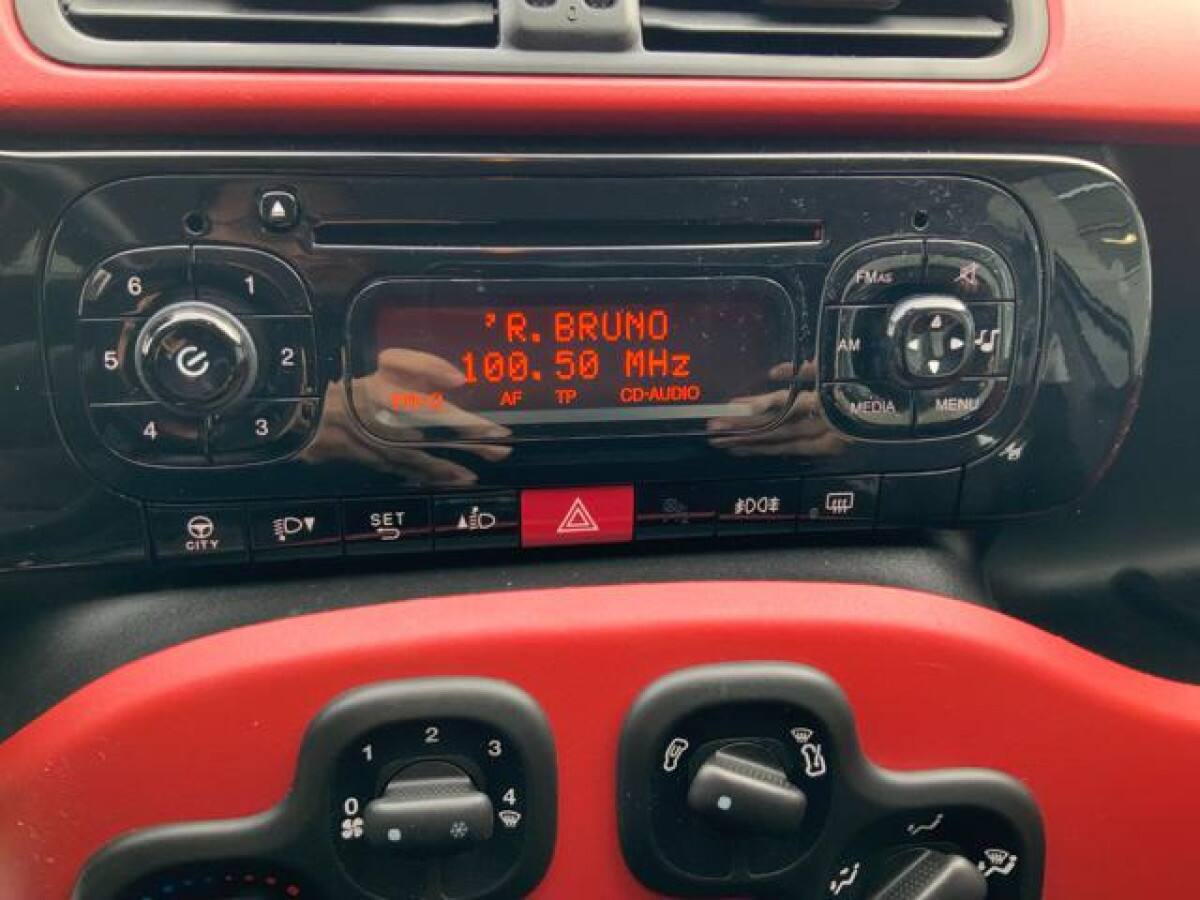 6
1
5
2
4
3
'R.BRUNO
100.50 MHz
AF TP CD-AUDIO
FMAS
AM
MEDIA
MENU
CITY
SET
0 1 2 3 4